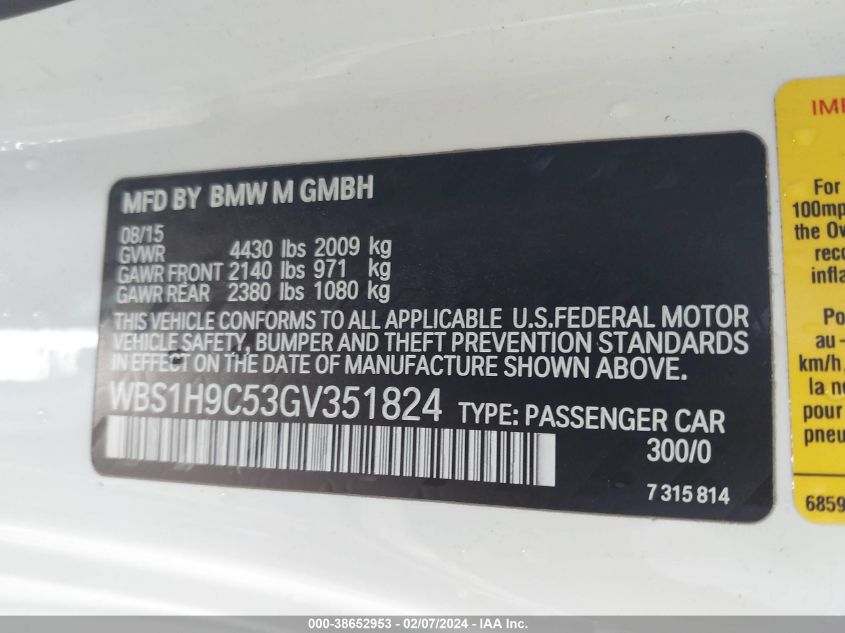 MFD BY BMW M GMBH
08/15
GVWR 4430 lbs 2009 kg
GAWR FRONT 2140 lbs 971 kg
GAWR REAR 2380 lbs 1080 kg
THIS VEHICLE CONFORMS TO ALL APPLICABLE U.S.FEDERAL MOTOR
VEHICLE SAFETY, BUMPER AND THEFT PREVENTION STANDARDS
IN EFFECT ON THE DATE OF MANUFACTURE SHOWN ABOVE.
WBS1H9C53GV351824 TYPE: PASSENGER CAR
300/0
7 315 814
For
100mp
the Ow
reco
infla
Po
au-
km/h,
la no
pour
pneu
6859
000-38652953 - 02/07/2024 - IAA Inc.